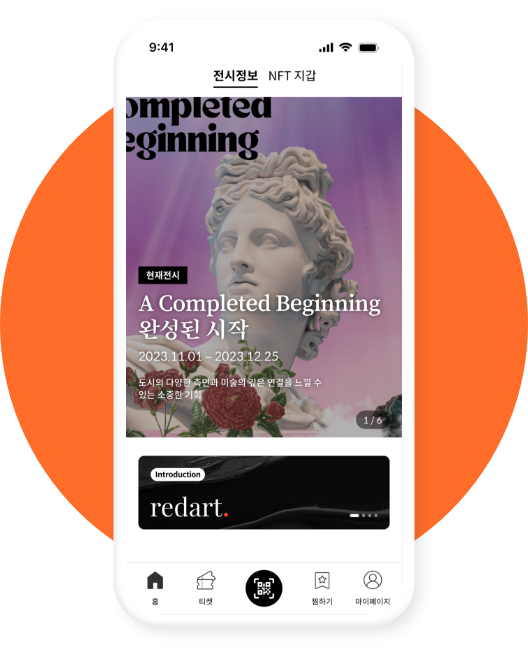 9:41
전시정보 NFT 지갑
ompleted
eginning
현재전시
A Completed Beginning
완성된 시작
2023.11.01 – 2023.12.25
도시의 다양한 측면과 미술의 깊은 연결을 느낄 수
있는 소중한 기회
1 / 6
Introduction
redart.
홈 티켓 찜하기 마이페이지